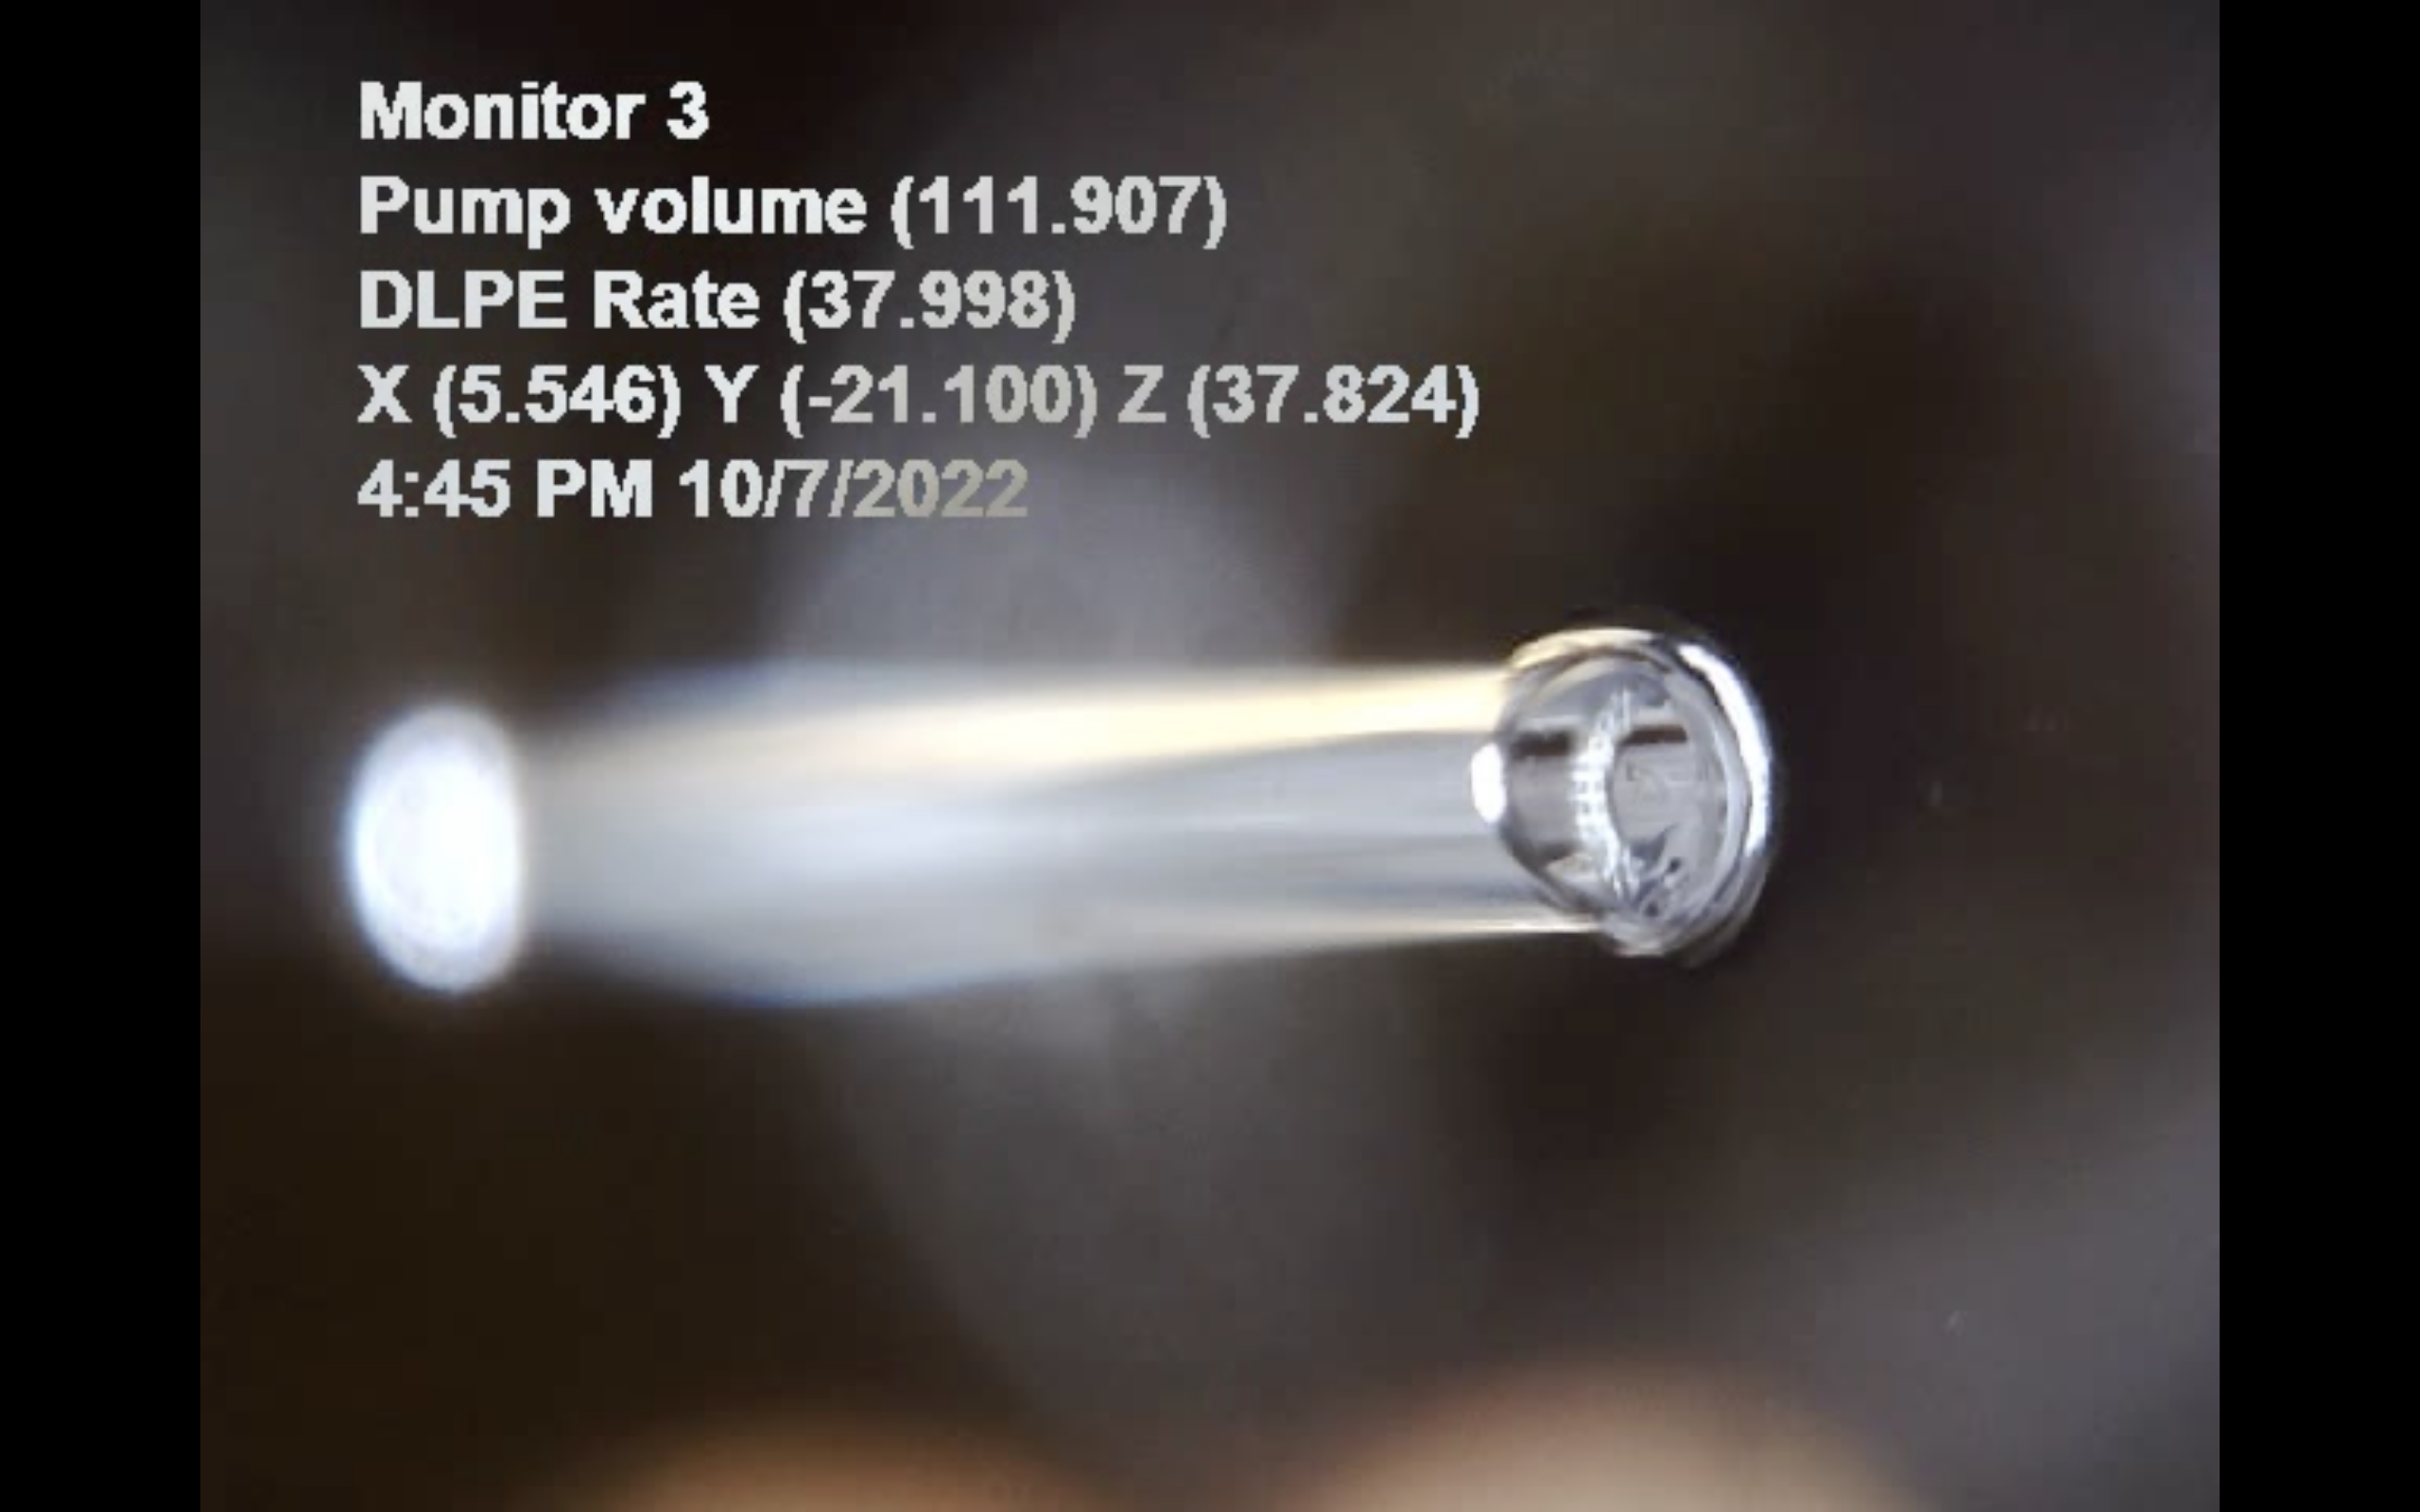 Monitor 3
Pump volume (111.907)
DLPE Rate (37.998)
X (5.546) Y (-21.100) Z (37.824)
4:45 PM 10/7/2022